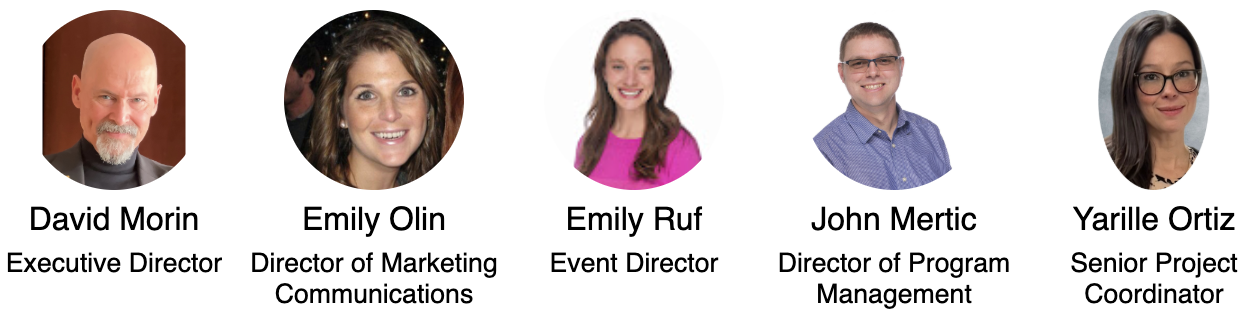 David Morin
Executive Director
Emily Olin
Director of Marketing
Communications
Emily Ruf
Event Director
John Mertic
Director of Program
Management
Yarille Ortiz
Senior Project
Coordinator